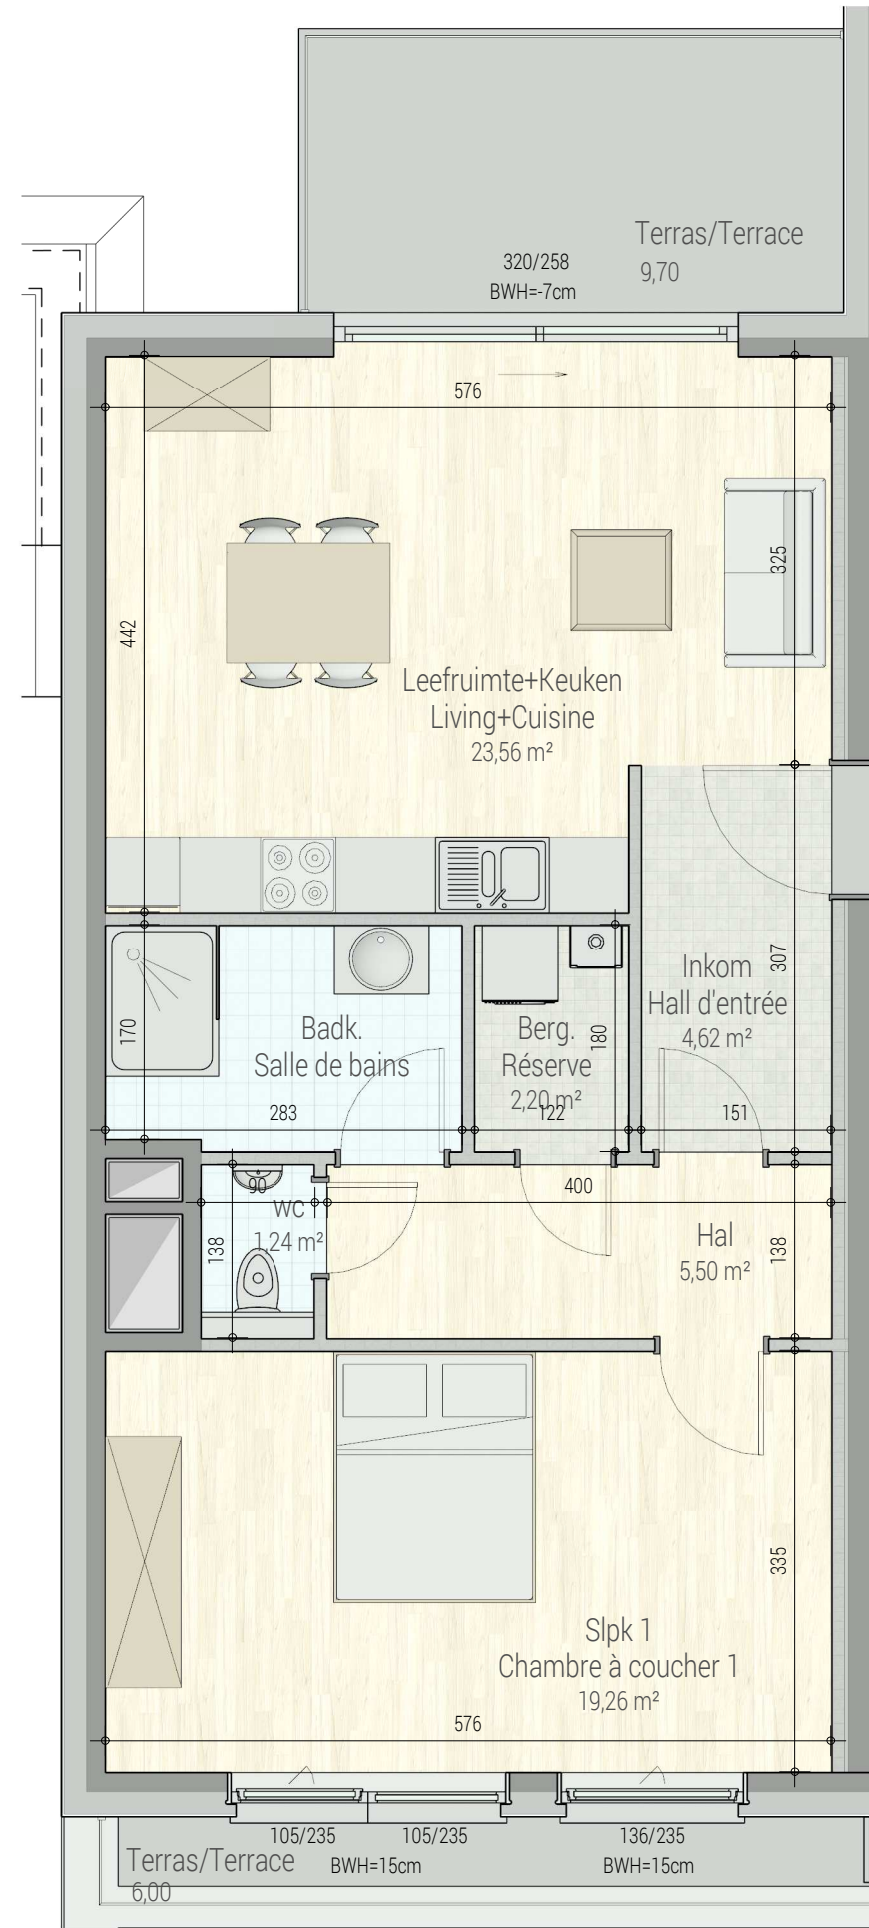 Terras/Terrace
9,70
320/258
BWH=-7cm
576
325
442
Leefruimte+Keuken
Living+Cuisine
23,56 m²
307
Inkom
Hall d'entrée
4,62 m²
170
Badk.
Salle de bains
Berg.
Réserve
2,20 m²
180
283
122
151
90
wc
1,24 m²
138
400
Hal
5,50 m²
138
335
Slpk 1
Chambre à coucher 1
19,26 m²
576
105/235
105/235
136/235
BWH=15cm
BWH=15cm
Terras/Terrace
6,00